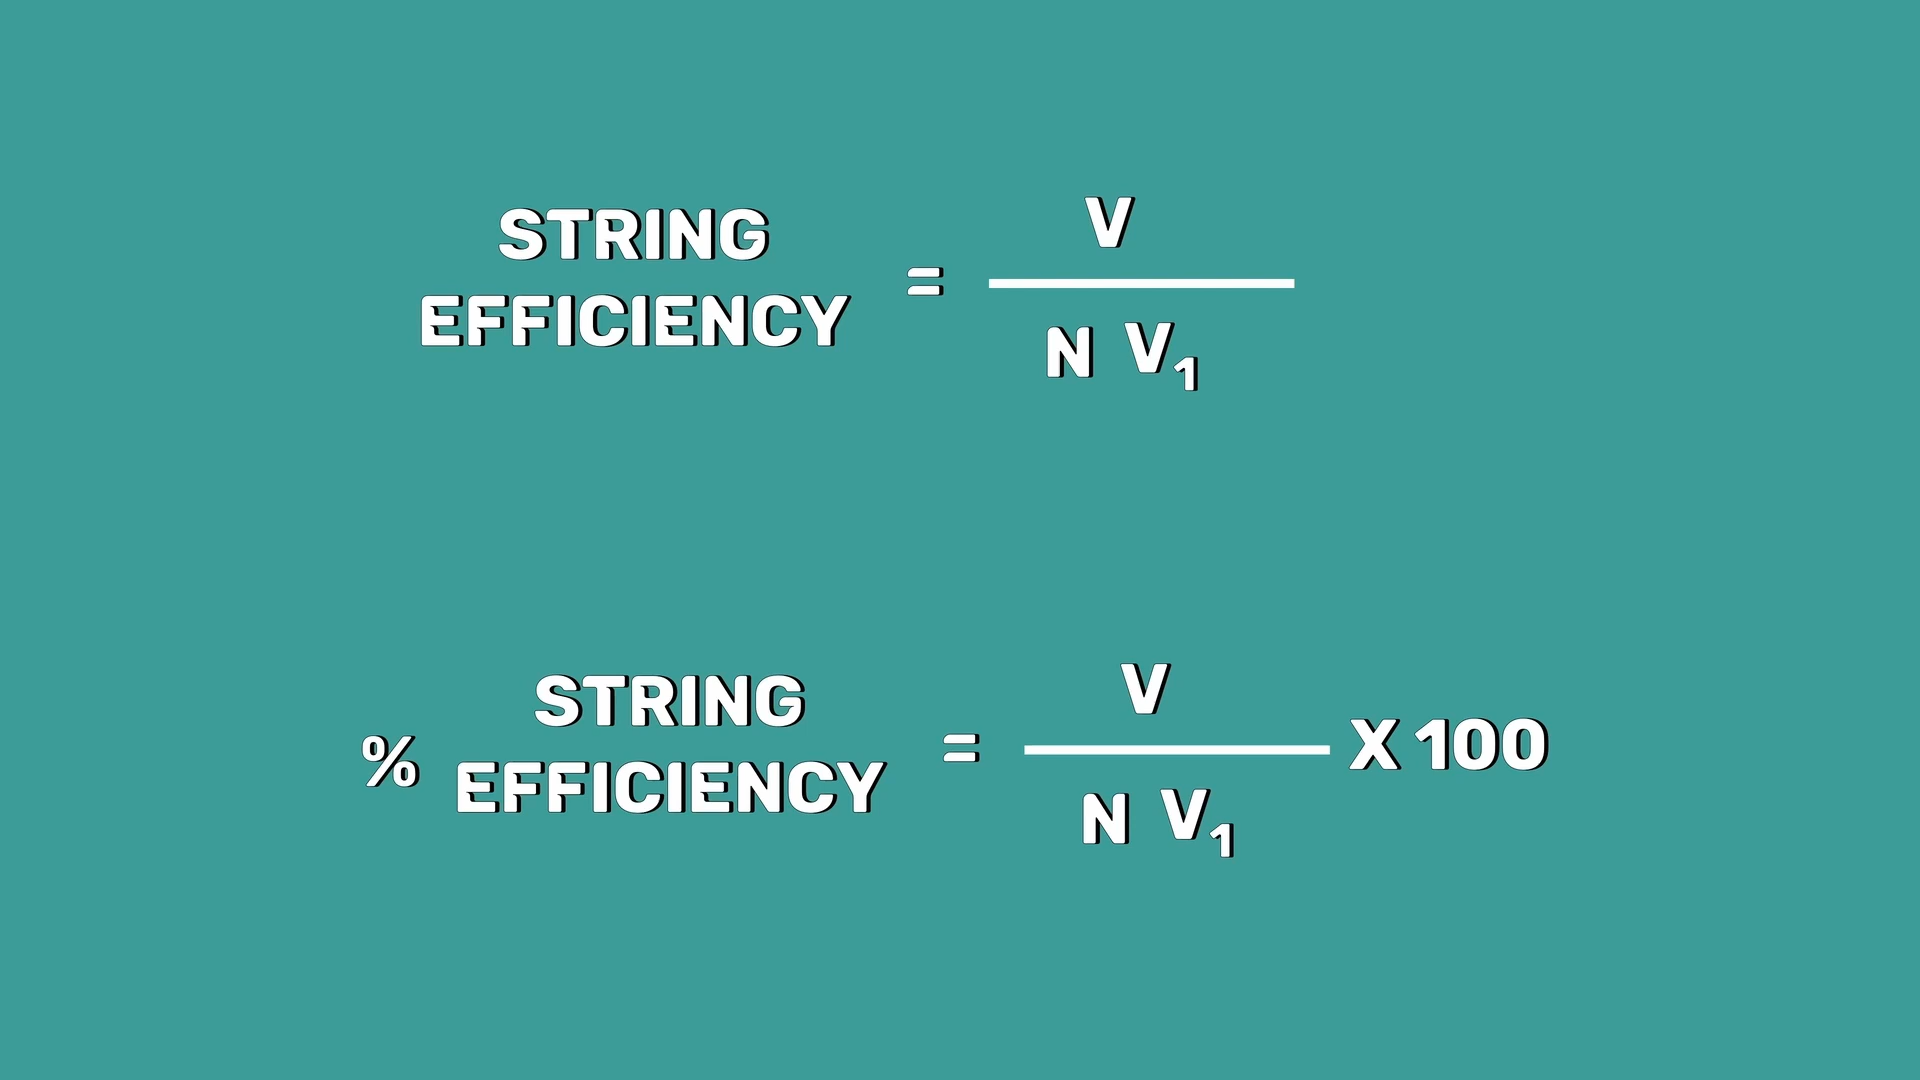 STRING
EFFICIENCY
=
V
N V₁
%
STRING
EFFICIENCY
=
V
N V₁
X 100